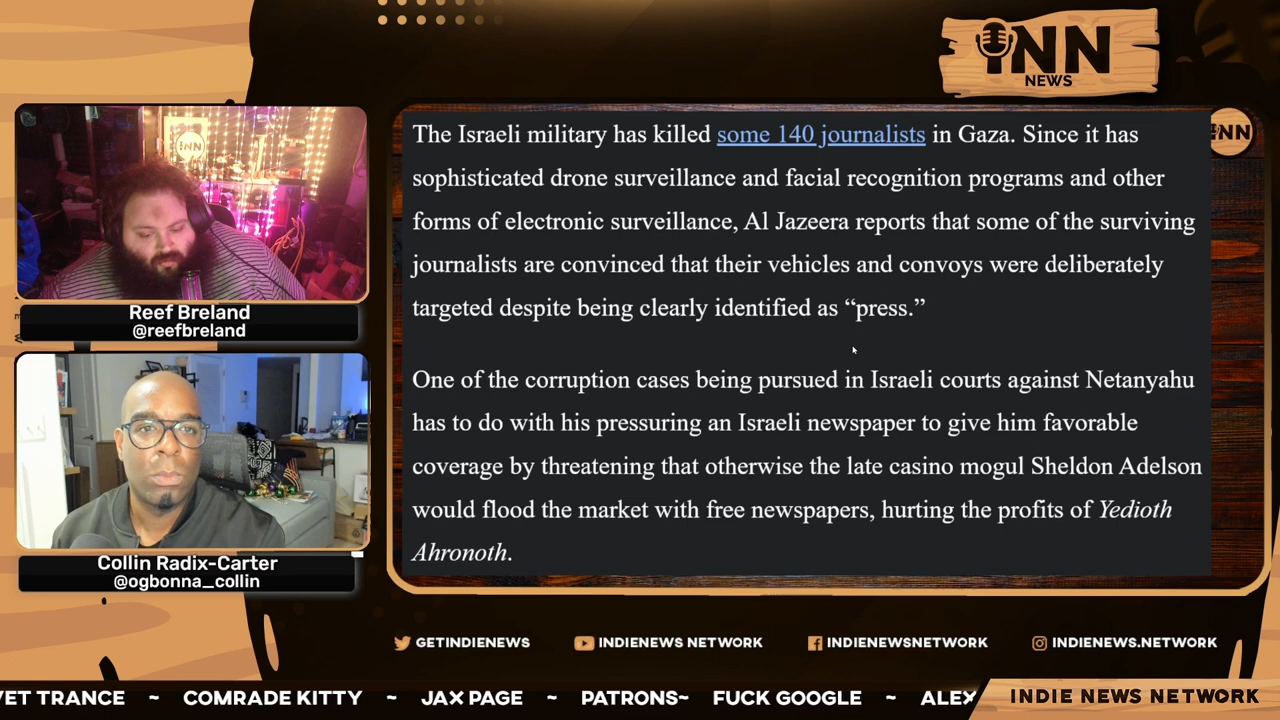 iNN
NEWS
iNN
The Israeli military has killed some 140 journalists in Gaza. Since it has
sophisticated drone surveillance and facial recognition programs and other
forms of electronic surveillance, Al Jazeera reports that some of the surviving
journalists are convinced that their vehicles and convoys were deliberately
targeted despite being clearly identified as “press.”
One of the corruption cases being pursued in Israeli courts against Netanyahu
has to do with his pressuring an Israeli newspaper to give him favorable
coverage by threatening that otherwise the late casino mogul Sheldon Adelson
would flood the market with free newspapers, hurting the profits of Yedioth
Ahronoth.
iNN
Reef Breland
@reefbreland
Collin Radix-Carter
@ogbonna_collin
GETINDIENEWS
INDIENEWS NETWORK
INDIENEWSNETWORK
INDIENEWS.NETWORK
VET TRANCE ~ COMRADE KITTY ~ JAX PAGE ~ PATRONS~ FUCK GOOGLE ~ ALEX
INDIE NEWS NETWORK